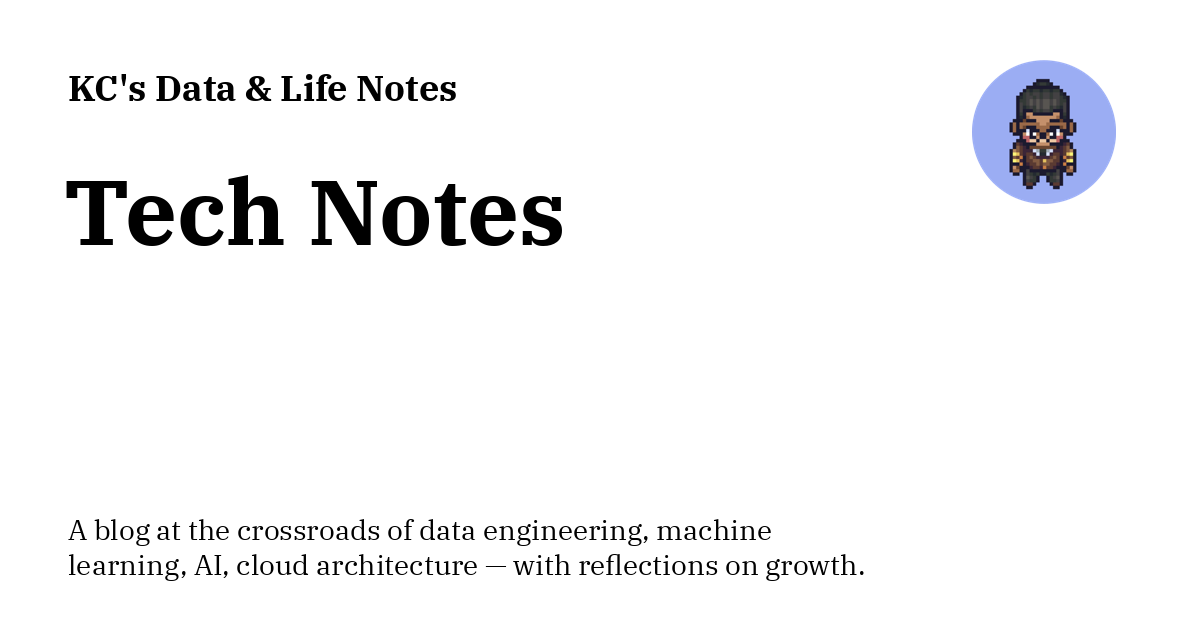 KC's Data & Life Notes
Tech Notes
A blog at the crossroads of data engineering, machine
learning, AI, cloud architecture — with reflections on growth.